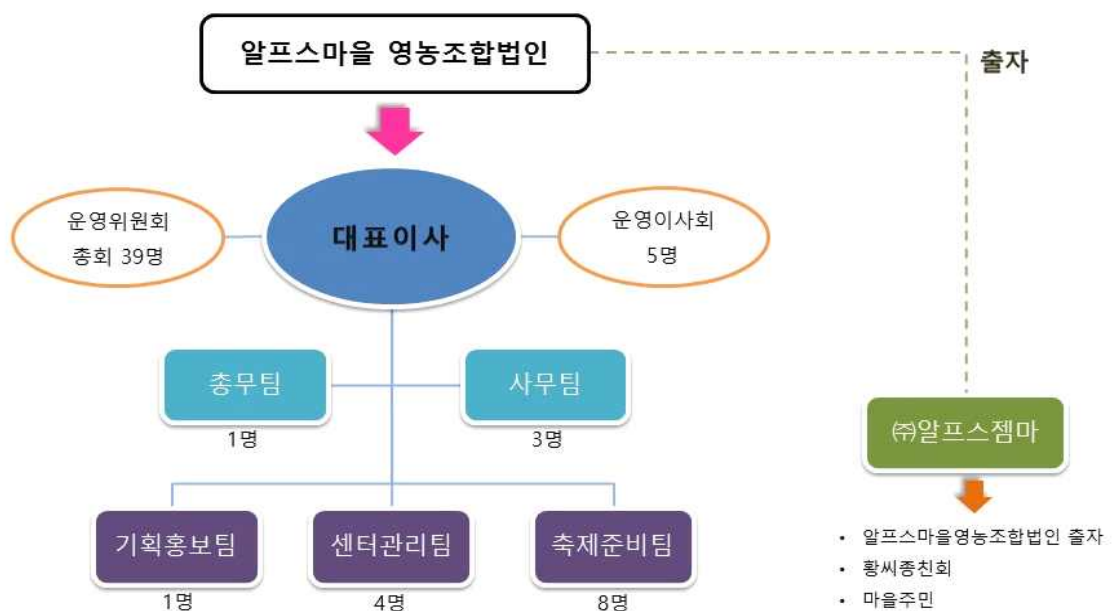 알프스마을 영농조합법인
출자
운영위원회
총회 39명
대표이사
운영이사회
5명
총무팀
1명
사무팀
3명
㈜알프스젬마
기획홍보팀
1명
센터관리팀
4명
축제준비팀
8명
• 알프스마을영농조합법인 출자
• 황씨종친회
• 마을주민